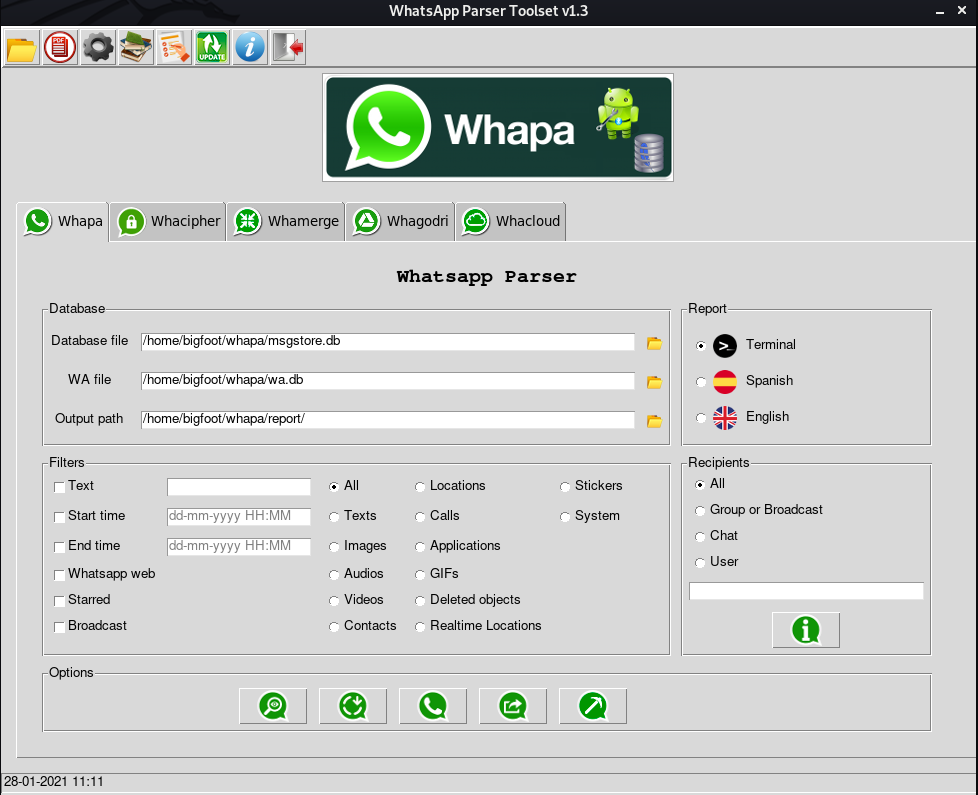 WhatsApp Parser Toolset v1.3
PDF
UPDATE
Whapa
Whapa Whacipher Whamerge Whagodri Whacloud
Whatsapp Parser
Database
Database file /home/bigfoot/whapa/msgstore.db
WA file /home/bigfoot/whapa/wa.db
Output path /home/bigfoot/whapa/report/
Report
Terminal
Spanish
English
Filters
Text All Locations Stickers
Start time dd-mm-yyyy HH:MM Texts Calls System
End time dd-mm-yyyy HH:MM Images Applications
Whatsapp web Audios GIFs
Starred Videos Deleted objects
Broadcast Contacts Realtime Locations
Recipients
All
Group or Broadcast
Chat
User
Options
28-01-2021 11:11